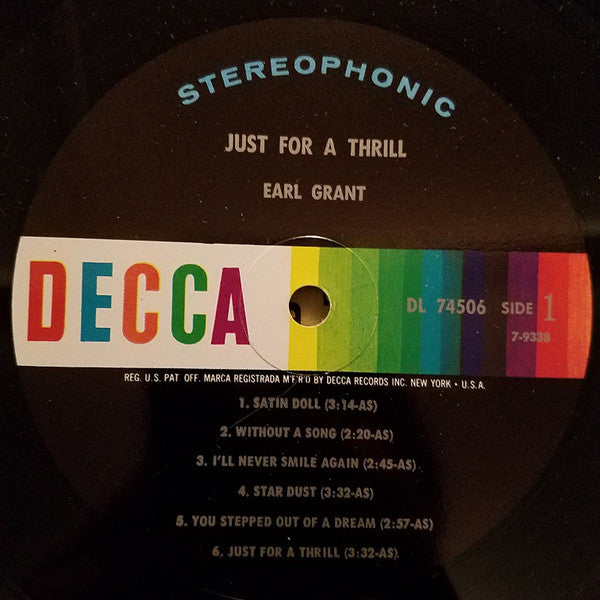 STEREOPHONIC
JUST FOR A THRILL
EARL GRANT
DECCA
DL 74506 SIDE 1
7-9338
REG. U.S. PAT. OFF. MARCA REGISTRADA M'F'R'D BY DECCA RECORDS INC. NEW YORK • U.S.A.
1. SATIN DOLL (3:14-AS)
2. WITHOUT A SONG (2:20-AS)
3. I'LL NEVER SMILE AGAIN (2:45-AS)
4. STAR DUST (3:32-AS)
5. YOU STEPPED OUT OF A DREAM (2:57-AS)
6. JUST FOR A THRILL (3:32-AS)